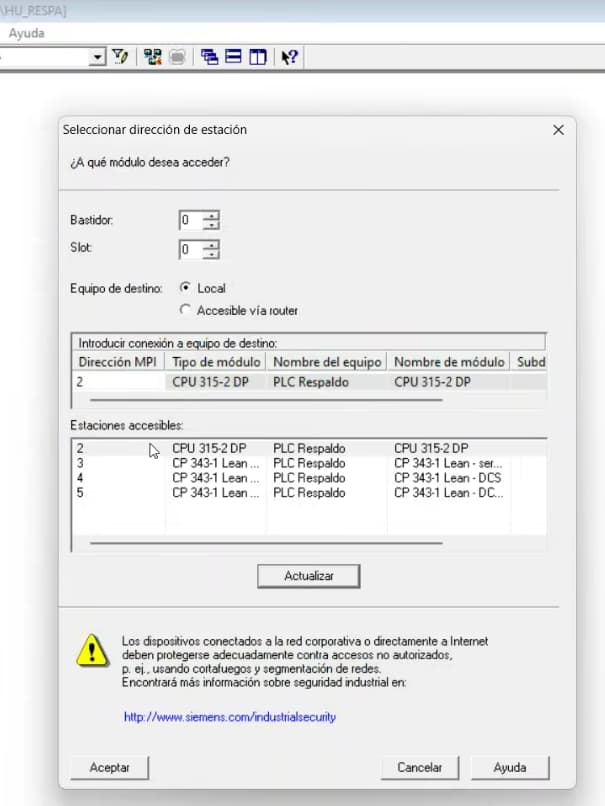 \HU_RESPA]
Ayuda
Seleccionar dirección de estación
¿A qué módulo desea acceder?
Bastidor: 0
Slot: 0
Equipo de destino: Local
Accesible vía router
Introducir conexión a equipo de destino:
Dirección MPI Tipo de módulo Nombre del equipo Nombre de módulo Subd
2 CPU 315-2 DP PLC Respaldo CPU 315-2 DP
Estaciones accesibles:
2 CPU 315-2 DP PLC Respaldo CPU 315-2 DP
3 CP 343-1 Lean ... PLC Respaldo CP 343-1 Lean - ser...
4 CP 343-1 Lean ... PLC Respaldo CP 343-1 Lean - DCS
5 CP 343-1 Lean ... PLC Respaldo CP 343-1 Lean - DC...
Actualizar
Los dispositivos conectados a la red corporativa o directamente a Internet
deben protegerse adecuadamente contra accesos no autorizados,
p. ej., usando cortafuegos y segmentación de redes.
Encontrará más información sobre seguridad industrial en:
http://www.siemens.com/industrialsecurity
Aceptar Cancelar Ayuda